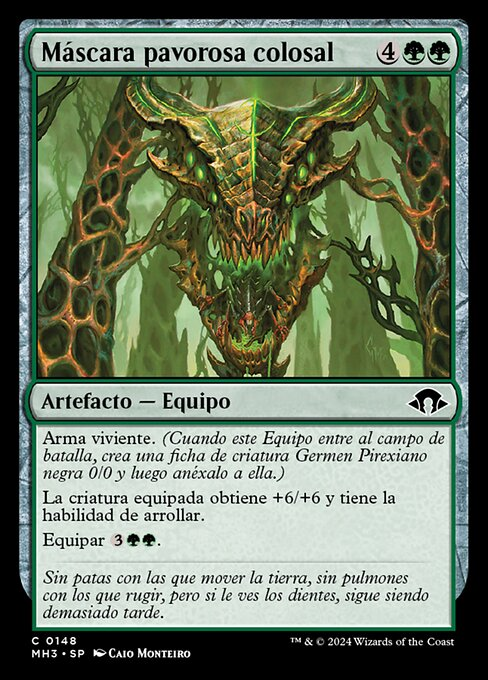 Máscara pavorosa colosal 4
Artefacto — Equipo
Arma viviente. (Cuando este Equipo entre al campo de
batalla, crea una ficha de criatura Germen Pirexiano
negra 0/0 y luego anéxalo a ella.)
La criatura equipada obtiene +6/+6 y tiene la
habilidad de arrollar.
Equipar 3.
Sin patas con las que mover la tierra, sin pulmones
con los que rugir, pero si le ves los dientes, sigue siendo
demasiado tarde.
C 0148
MH3 • SP Caio Monteiro
™ & © 2024 Wizards of the Coast